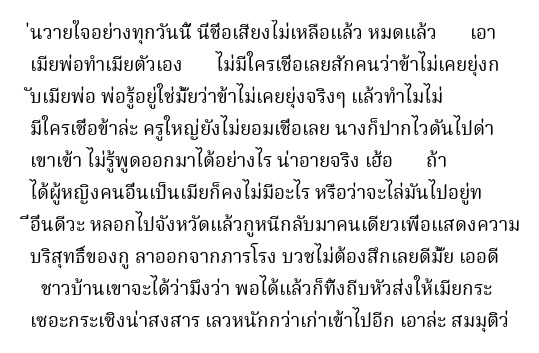 ่นวายใจอย่างทุกวันนี้ นี่ชื่อเสียงไม่เหลือแล้ว หมดแล้ว เอา
เมียพ่อทำเมียตัวเอง ไม่มีใครเชื่อเลยสักคนว่าข้าไม่เคยยุ่งก
ับเมียพ่อ พ่อรู้อยู่ใช่มั้ยว่าข้าไม่เคยยุ่งจริงๆ แล้วทำไมไม่
มีใครเชื่อข้าล่ะ ครูใหญ่ยังไม่ยอมเชื่อเลย นางก็ปากไวดันไปด่า
เขาเข้า ไม่รู้พูดออกมาได้อย่างไร น่าอายจริง เฮ้อ ถ้า
ได้ผู้หญิงคนอื่นเป็นเมียก็คงไม่มีอะไร หรือว่าจะไล่มันไปอยู่ท
ี่อื่นดีวะ หลอกไปจังหวัดแล้วกูหนีกลับมาคนเดียวเพื่อแสดงความ
บริสุทธิ์ของกู ลาออกจากภารโรง บวชไม่ต้องสึกเลยดีมั้ย เออดี
ชาวบ้านเขาจะได้ว่ามึงว่า พอได้แล้วก็ทิ้งถีบหัวส่งให้เมียกระ
เซอะกระเซิงน่าสงสาร เลวหนักกว่าเก่าเข้าไปอีก เอาล่ะ สมมุติว่